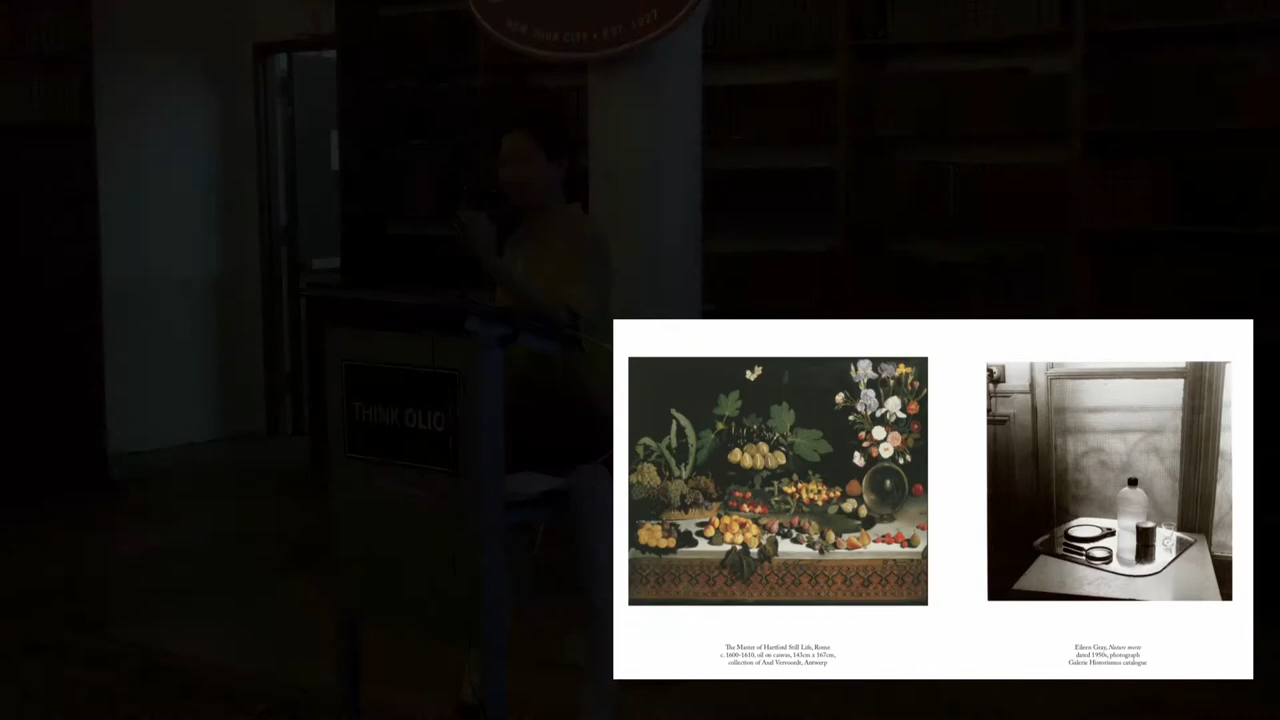 NEW YORK CITY • EST. 1927
THINK OLIO
The Master of Hartford Still Life, Rome
c. 1600-1610, oil on canvas, 143cm x 167cm,
collection of Axel Vervoordt, Antwerp
Eileen Gray, Nature morte
dated 1950s, photograph
Galerie Historismus catalogue